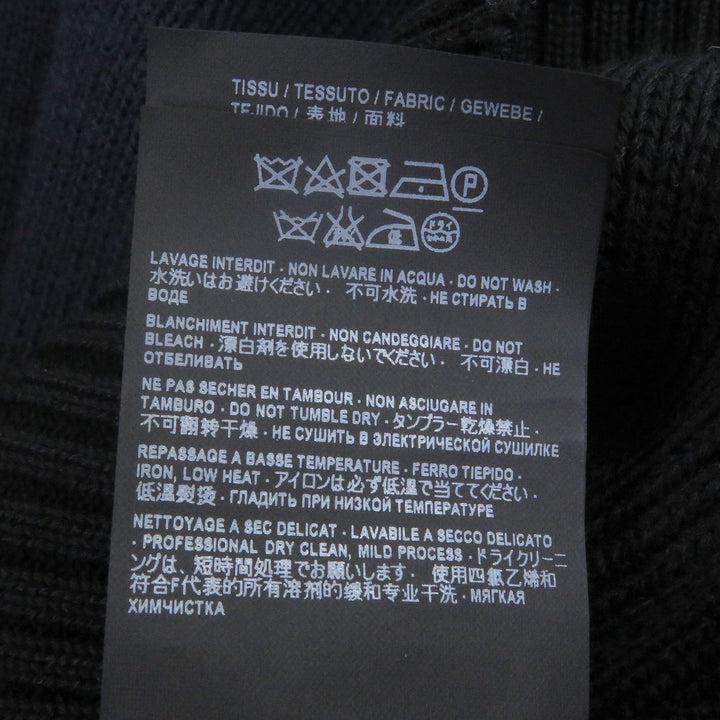 TISSU / TESSUTO / FABRIC / GEWEBE /
TEJIDO / 表地 / 面料
P
ドライ
LAVAGE INTERDIT - NON LAVARE IN ACQUA - DO NOT WASH -
水洗いはお避けください. 不可水洗 - НЕ СТИРАТЬ В
ВОДЕ
BLANCHIMENT INTERDIT - NON CANDEGGIARE - DO NOT
BLEACH - 漂白剤を使用しないでください. 不可漂白 - НЕ
ОТБЕЛИВАТЬ
NE PAS SECHER EN TAMBOUR - NON ASCIUGARE IN
TAMBURO - DO NOT TUMBLE DRY - タンブラー乾燥禁止 -
不可翻转干燥 - НЕ СУШИТЬ В ЭЛЕКТРИЧЕСКОЙ СУШИЛКЕ
REPASSAGE A BASSE TEMPERATURE - FERRO TIEPIDO -
IRON, LOW HEAT - アイロンは必ず低温で当ててください.
低温熨烫 - ГЛАДИТЬ ПРИ НИЗКОЙ ТЕМПЕРАТУРЕ
NETTOYAGE A SEC DELICAT - LAVABILE A SECCO DELICATO
- PROFESSIONAL DRY CLEAN, MILD PROCESS - ドライクリーニ
ングは、短時間処理でお願いします. 使用四氯乙烯和
符合F代表的所有溶剂的缓和专业干洗 - МЯГКАЯ
ХИМЧИСТКА